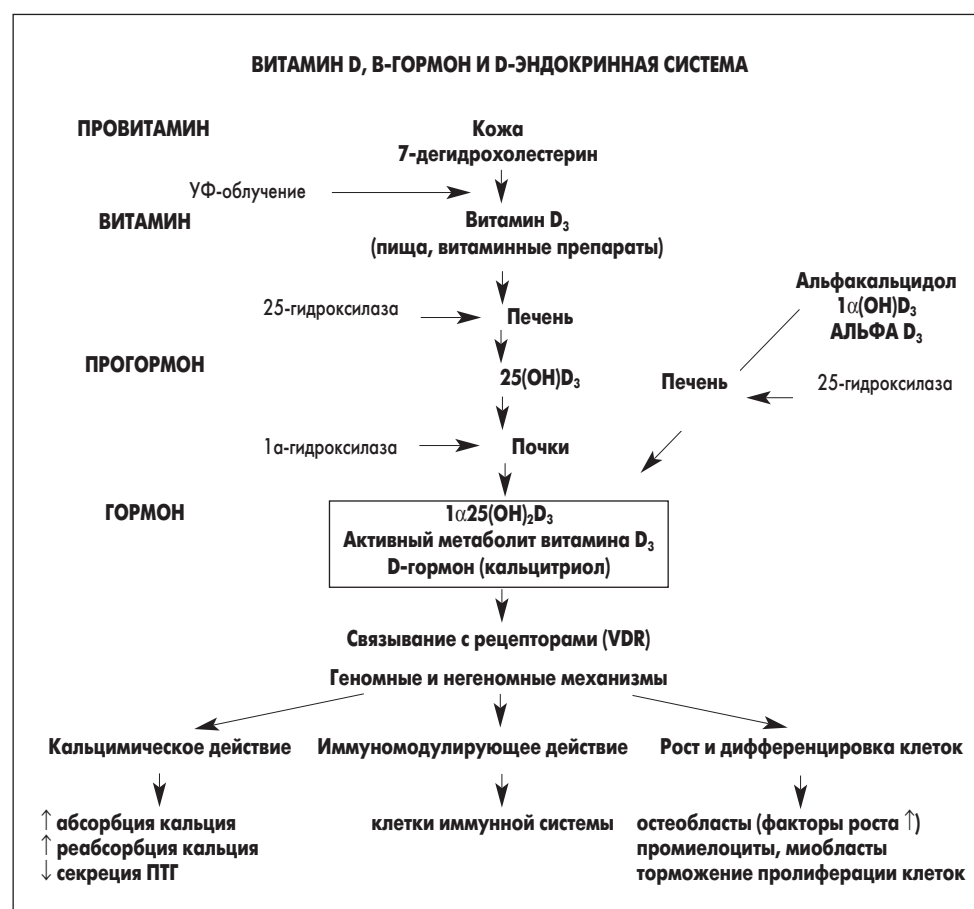 ВИТАМИН D, В-ГОРМОН И D-ЭНДОКРИННАЯ СИСТЕМА
ПРОВИТАМИН
Кожа
7-дегидрохолестерин
УФ-облучение
ВИТАМИН
Витамин D₃
(пища, витаминные препараты)
Альфакальцидол
1α(OH)D₃
АЛЬФА D₃
25-гидроксилаза
Печень
ПРОГОРМОН
25(OH)D₃
Печень
25-гидроксилаза
1а-гидроксилаза
Почки
ГОРМОН
1α25(OH)₂D₃
Активный метаболит витамина D₃
D-гормон (кальцитриол)
Связывание с рецепторами (VDR)
Геномные и негеномные механизмы
Кальцимическое действие
Иммуномодулирующее действие
Рост и дифференцировка клеток
↑ абсорбция кальция
↑ реабсорбция кальция
↓ секреция ПТГ
клетки иммунной системы
остеобласты (факторы роста ↑)
промиелоциты, миобласты
торможение пролиферации клеток